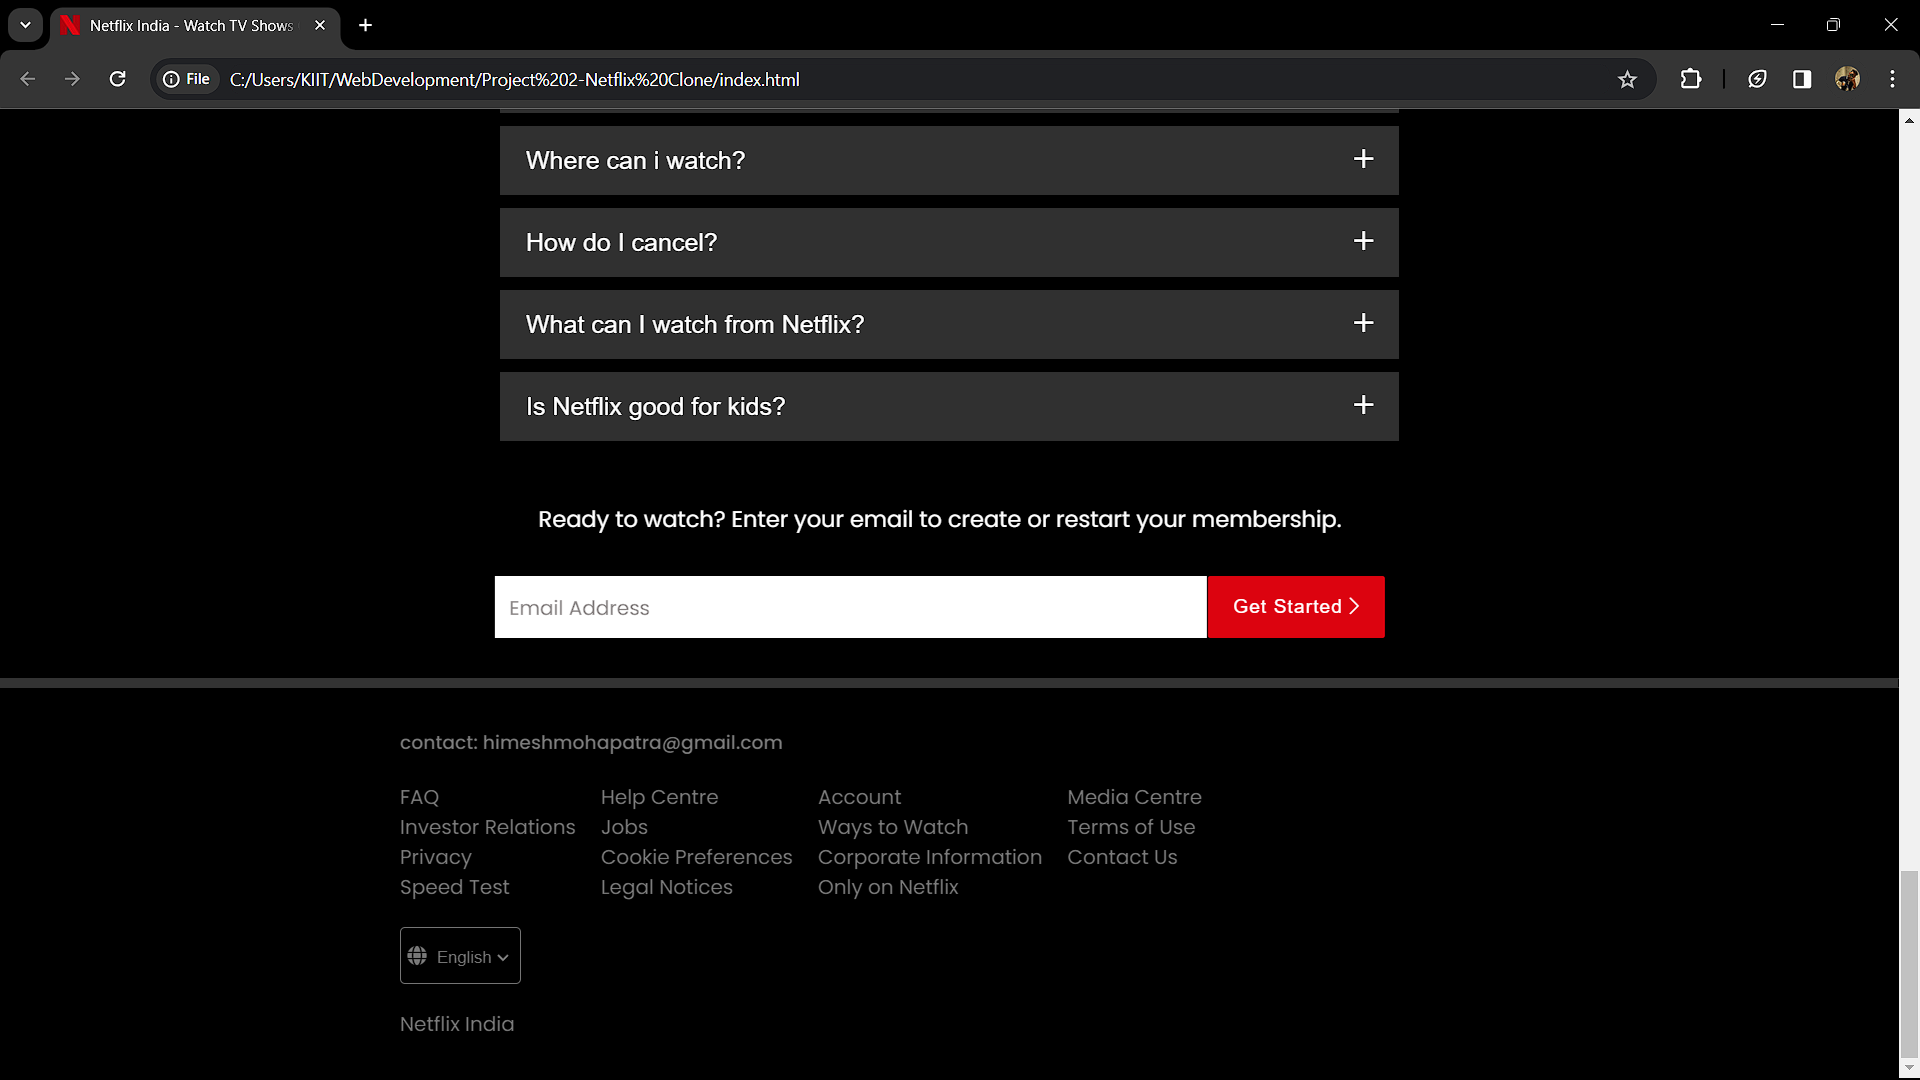 Netflix India - Watch TV Shows
File C:/Users/KIIT/WebDevelopment/Project%202-Netflix%20Clone/index.html
Where can i watch?
How do I cancel?
What can I watch from Netflix?
Is Netflix good for kids?
Ready to watch? Enter your email to create or restart your membership.
Email Address Get Started
contact: himeshmohapatra@gmail.com
FAQ Help Centre Account Media Centre
Investor Relations Jobs Ways to Watch Terms of Use
Privacy Cookie Preferences Corporate Information Contact Us
Speed Test Legal Notices Only on Netflix
English
Netflix India